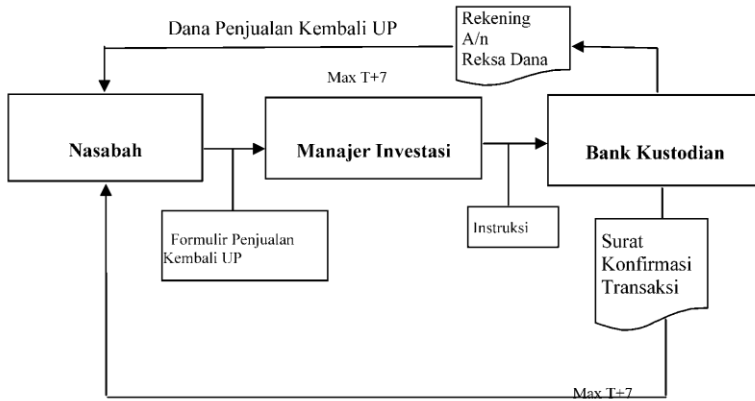 Dana Penjualan Kembali UP
Rekening
A/n
Reksa Dana
Max T+7
Nasabah
Manajer Investasi
Bank Kustodian
Formulir Penjualan
Kembali UP
Instruksi
Surat
Konfirmasi
Transaksi
Max T+7